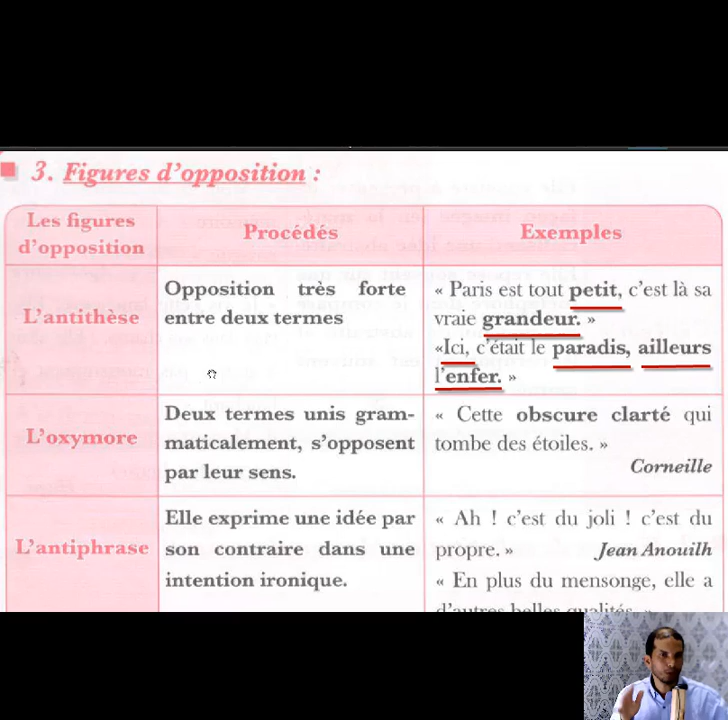 3. Figures d'opposition :
Les figures
d'opposition
Procédés
Exemples
L'antithèse
Opposition très forte
entre deux termes
« Paris est tout petit, c'est là sa
vraie grandeur. »
«Ici, c'était le paradis, ailleurs
l'enfer. »
L'oxymore
Deux termes unis gram-
maticalement, s'opposent
par leur sens.
« Cette obscure clarté qui
tombe des étoiles. »
Corneille
L'antiphrase
Elle exprime une idée par
son contraire dans une
intention ironique.
« Ah ! c'est du joli ! c'est du
propre. » Jean Anouilh
« En plus du mensonge, elle a
d'autres belles qualités. »